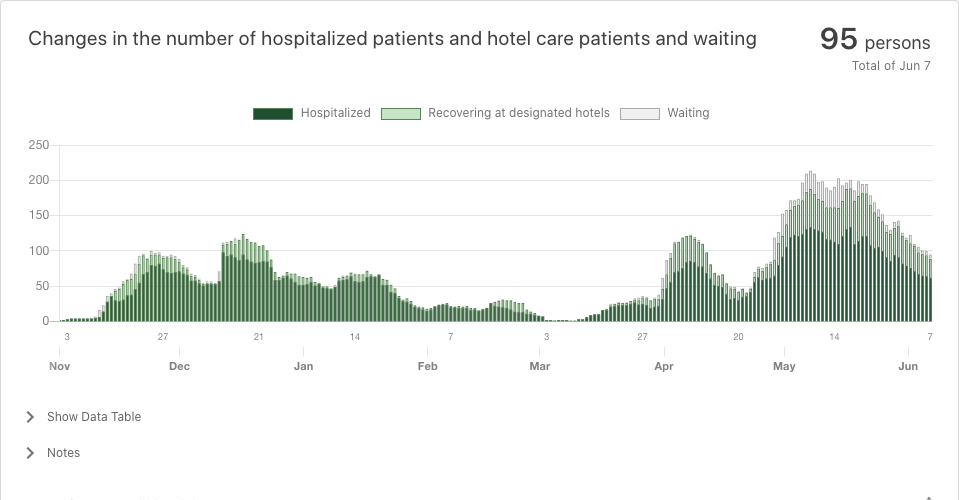 Changes in the number of hospitalized patients and hotel care patients and waiting
95 persons
Total of Jun 7
Hospitalized Recovering at designated hotels Waiting
250
200
150
100
50
0
3 27 21 14 7 3 27 20 14 7
Nov Dec Jan Feb Mar Apr May Jun
Show Data Table
Notes